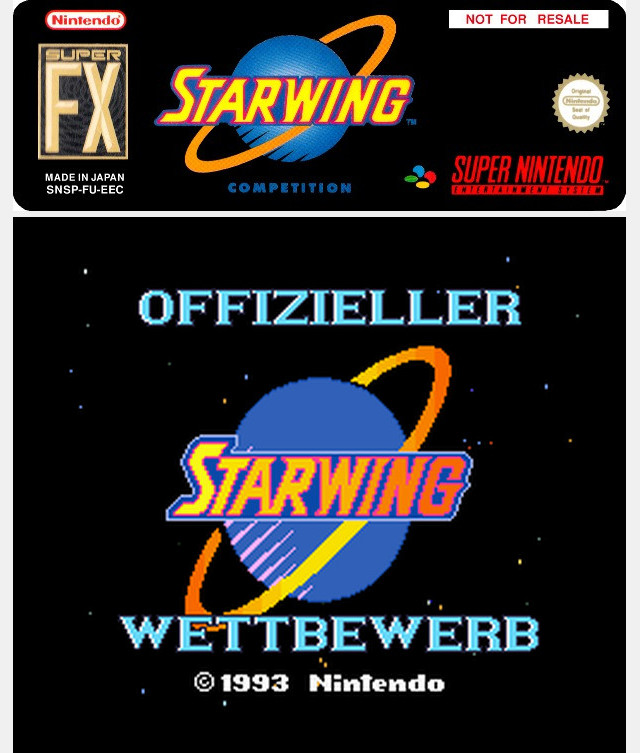 Nintendo
NOT FOR RESALE
SUPER
FX
STARWING™
Original
Nintendo
Seal of
Quality
MADE IN JAPAN
SNSP-FU-EEC
COMPETITION
SUPER NINTENDO™
ENTERTAINMENT SYSTEM
OFFIZIELLER
STARWING
WETTBEWERB
©1993 Nintendo